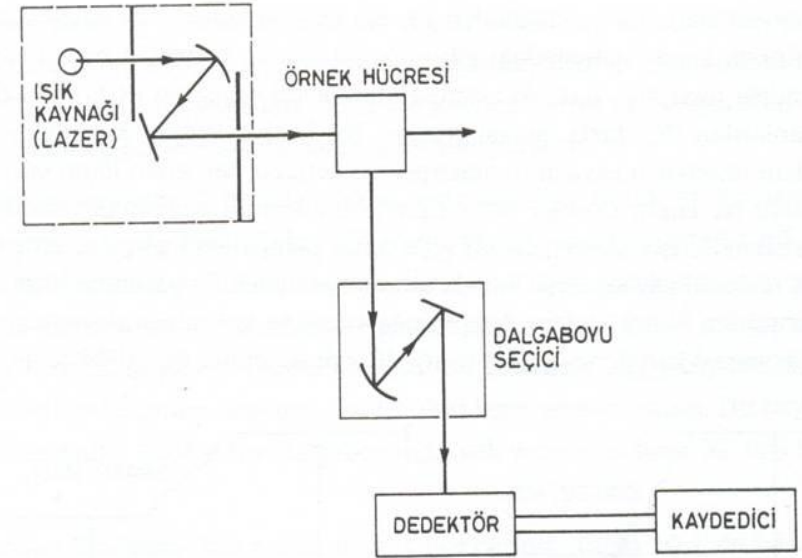 IŞIK
KAYNAĞI
(LAZER)
ÖRNEK HÜCRESİ
DALGABOYU
SEÇİCİ
DEDEKTÖR
KAYDEDİCİ